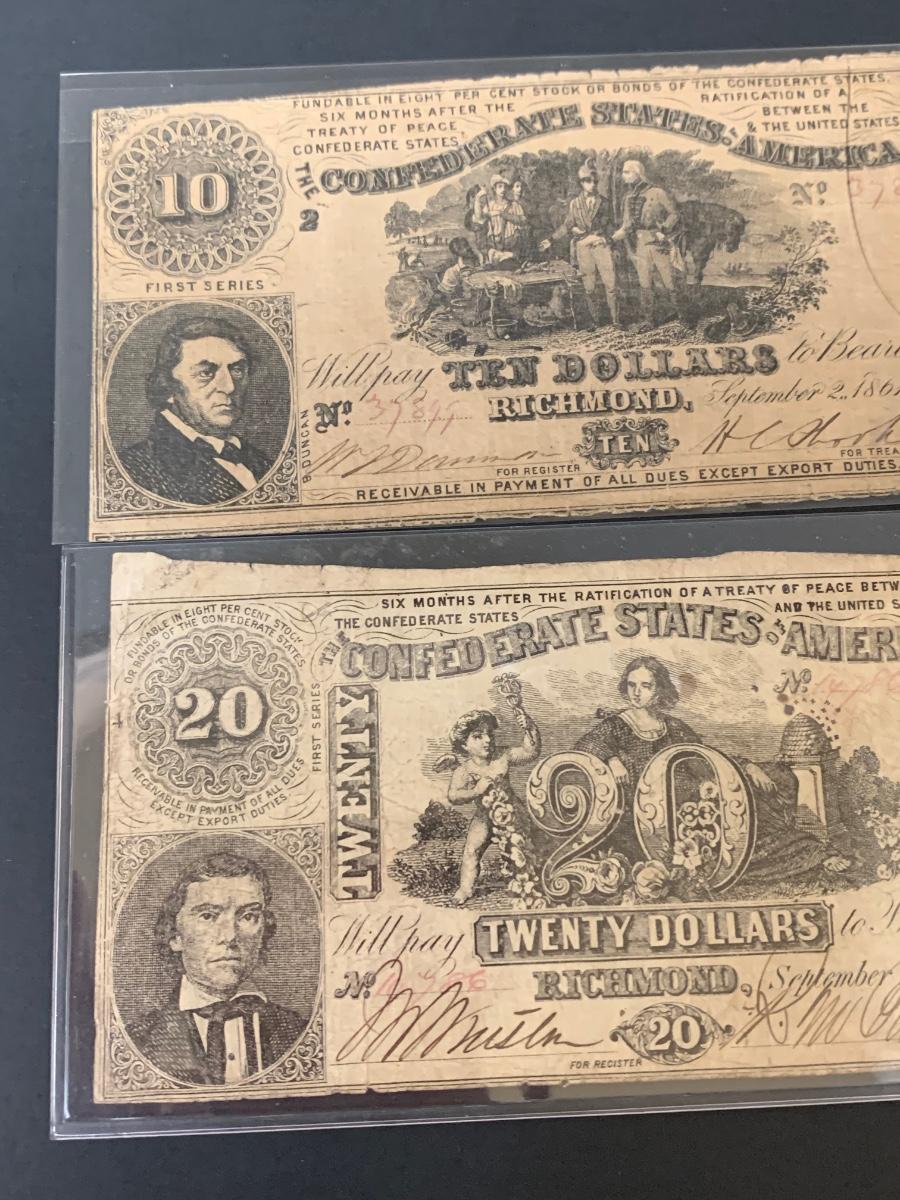 FUNDABLE IN EIGHT PER CENT STOCK OR BONDS OF THE CONFEDERATE STATES.
SIX MONTHS AFTER THE RATIFICATION OF A
TREATY OF PEACE BETWEEN THE
CONFEDERATE STATES & THE UNITED STATES
THE CONFEDERATE STATES OF AMERICA
10
2
Nº
FIRST SERIES
Will pay TEN DOLLARS to Bear
Nº RICHMOND, September 2, 186
B. DUNCAN
TEN
FOR REGISTER FOR TREA
RECEIVABLE IN PAYMENT OF ALL DUES EXCEPT EXPORT DUTIES.
SIX MONTHS AFTER THE RATIFICATION OF A TREATY OF PEACE BETW
THE CONFEDERATE STATES AND THE UNITED S
FUNDABLE IN EIGHT PER CENT STOCK
OR BONDS OF THE CONFEDERATE STATES
THE CONFEDERATE STATES OF AMER
20
FIRST SERIES
TWENTY
Nº
20
RECEIVABLE IN PAYMENT OF ALL DUES
EXCEPT EXPORT DUTIES.
Will pay TWENTY DOLLARS to
Nº RICHMOND, September
20
FOR REGISTER